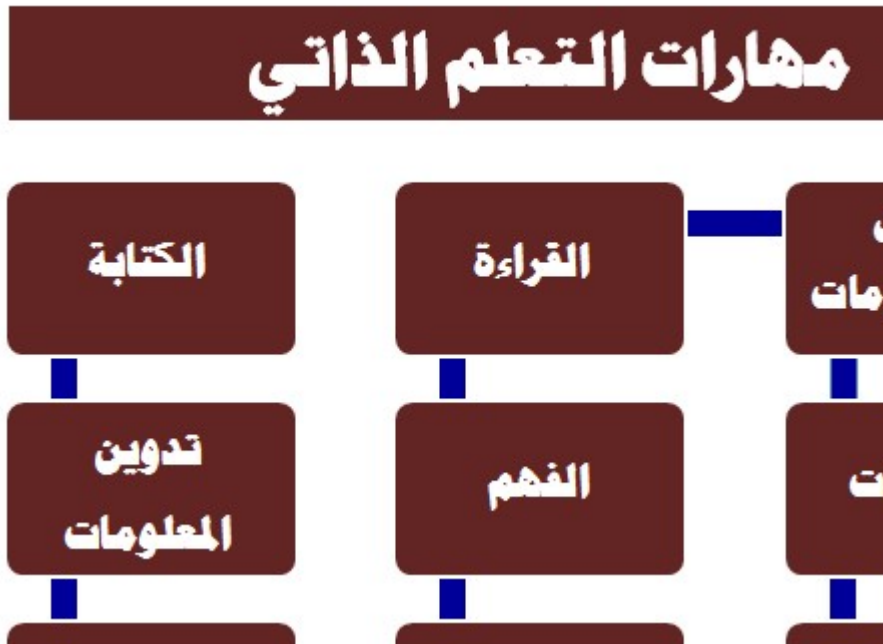 مهارات التعلم الذاتي
القراءة
الكتابة
الفهم
تدوين
المعلومات